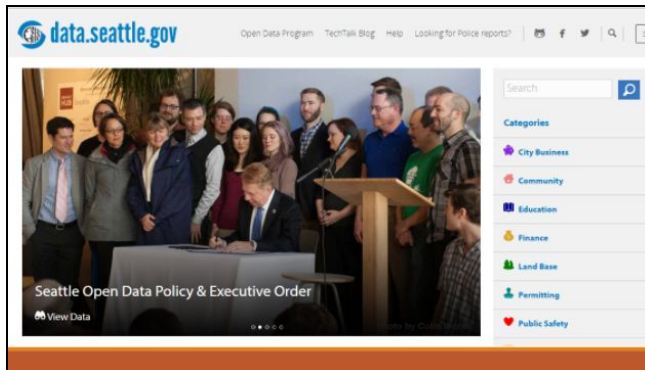 data.seattle.gov
Open Data Program TechTalk Blog Help Looking for Police reports?
Search
Categories
City Business
Community
Education
Finance
Land Base
Permitting
Public Safety
Seattle Open Data Policy & Executive Order
View Data